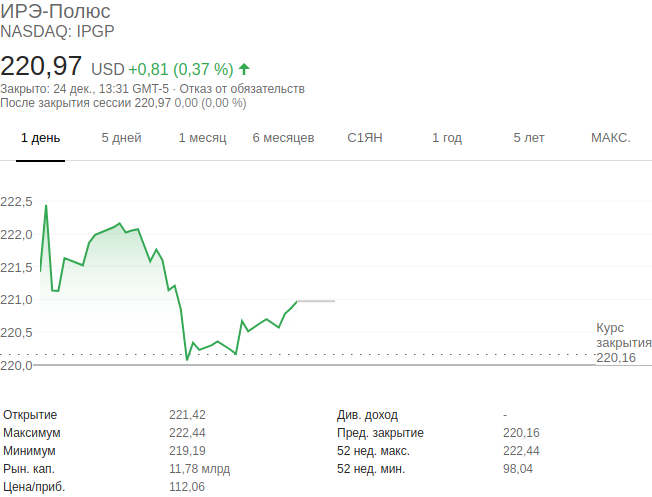 ИРЭ-Полюс
NASDAQ: IPGP
220,97 USD +0,81 (0,37 %)
Закрыто: 24 дек., 13:31 GMT-5 · Отказ от обязательств
После закрытия сессии 220,97 0,00 (0,00 %)
1 день 5 дней 1 месяц 6 месяцев С1ЯН 1 год 5 лет МАКС.
222,5
222,0
221,5
221,0
220,5
220,0
Курс
закрытия
220,16
Открытие 221,42
Максимум 222,44
Минимум 219,19
Рын. кап. 11,78 млрд
Цена/приб. 112,06
Див. доход -
Пред. закрытие 220,16
52 нед. макс. 222,44
52 нед. мин. 98,04